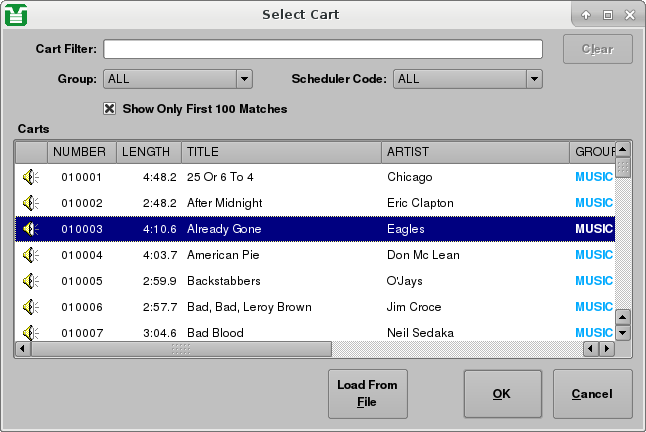 Select Cart
Cart Filter:
Clear
Group: ALL Scheduler Code: ALL
Show Only First 100 Matches
Carts
NUMBER LENGTH TITLE ARTIST GROUP
010001 4:48.2 25 Or 6 To 4 Chicago MUSIC
010002 2:48.2 After Midnight Eric Clapton MUSIC
010003 4:10.6 Already Gone Eagles MUSIC
010004 4:03.7 American Pie Don Mc Lean MUSIC
010005 2:59.9 Backstabbers O'Jays MUSIC
010006 2:57.7 Bad, Bad, Leroy Brown Jim Croce MUSIC
010007 3:04.6 Bad Blood Neil Sedaka MUSIC
Load From
File
OK
Cancel